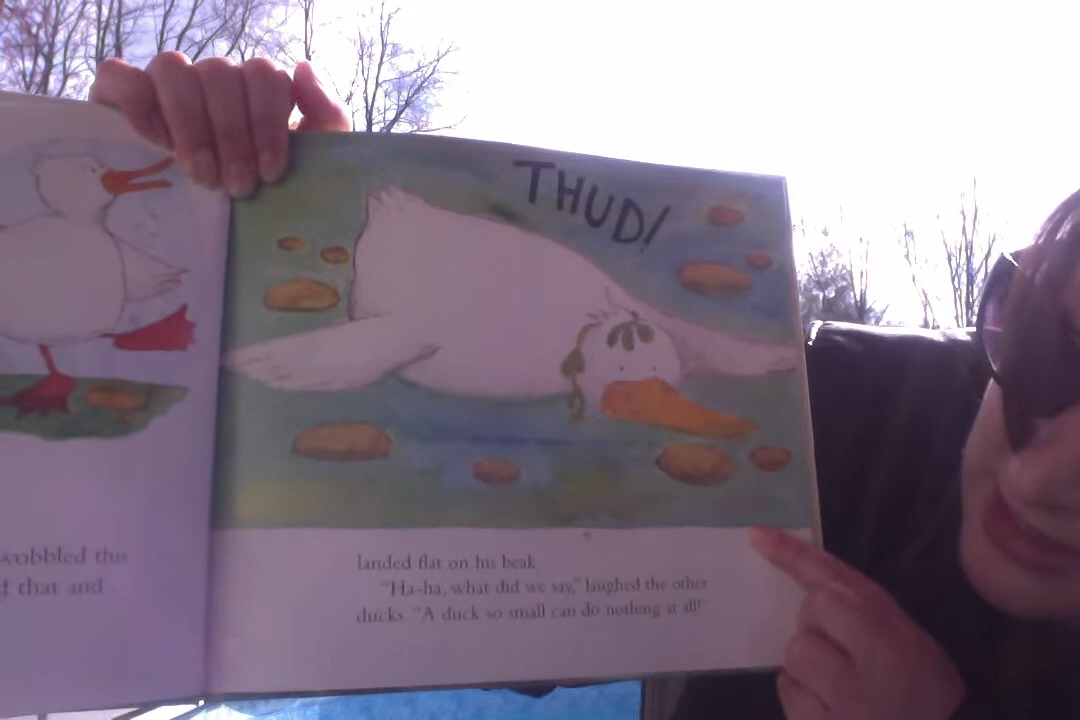 wobbled this
that and
THUD!
landed flat on his beak
"Ha-ha, what did we say," laughed the other
ducks. "A duck so small can do nothing at all!"